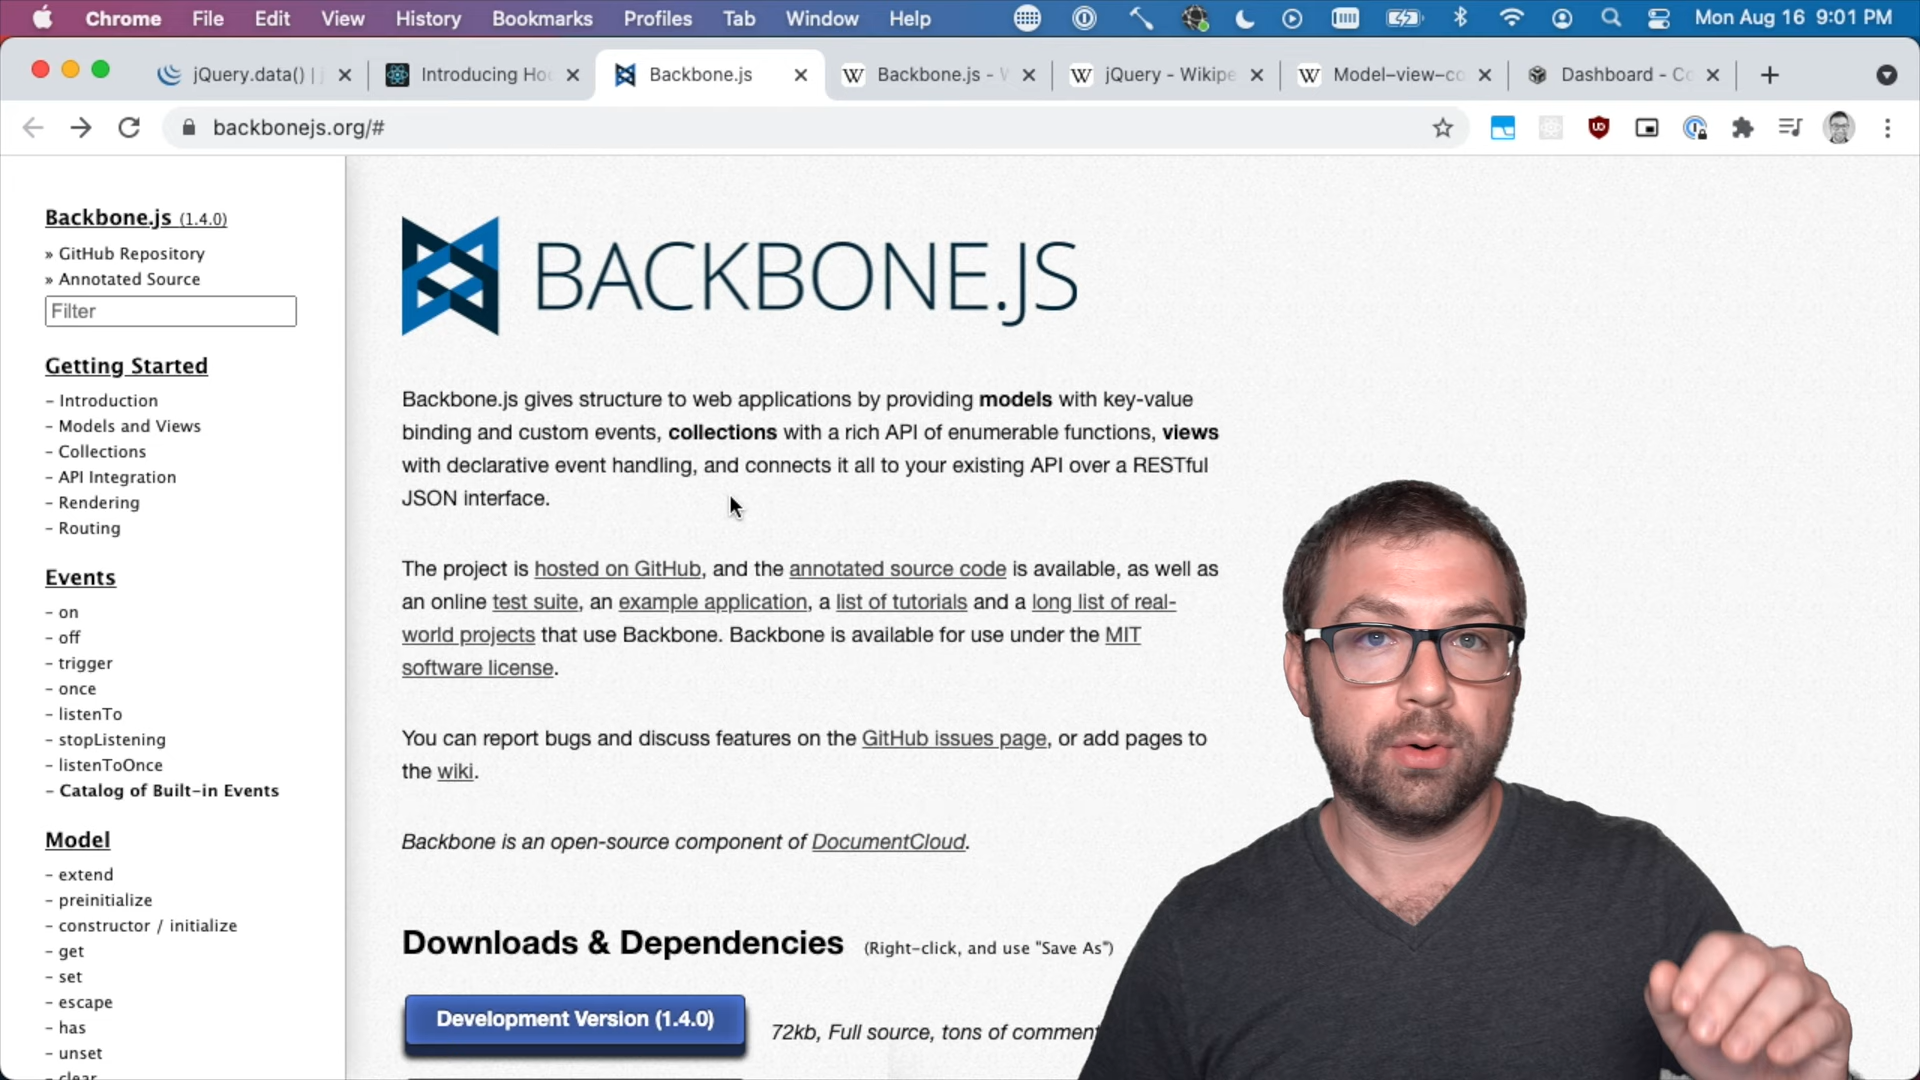 Chrome File Edit View History Bookmarks Profiles Tab Window Help Mon Aug 16 9:01 PM
jQuery.data() | j Introducing Hoo Backbone.js Backbone.js - W jQuery - Wikipe Model–view–co Dashboard - Co
backbonejs.org/#
Backbone.js (1.4.0)
» GitHub Repository
» Annotated Source
Filter
Getting Started
– Introduction
– Models and Views
– Collections
– API Integration
– Rendering
– Routing
Events
– on
– off
– trigger
– once
– listenTo
– stopListening
– listenToOnce
– Catalog of Built-in Events
Model
– extend
– preinitialize
– constructor / initialize
– get
– set
– escape
– has
– unset
– clear
BACKBONE.JS
Backbone.js gives structure to web applications by providing models with key-value
binding and custom events, collections with a rich API of enumerable functions, views
with declarative event handling, and connects it all to your existing API over a RESTful
JSON interface.
The project is hosted on GitHub, and the annotated source code is available, as well as
an online test suite, an example application, a list of tutorials and a long list of real-
world projects that use Backbone. Backbone is available for use under the MIT
software license.
You can report bugs and discuss features on the GitHub issues page, or add pages to
the wiki.
Backbone is an open-source component of DocumentCloud.
Downloads & Dependencies (Right-click, and use "Save As")
Development Version (1.4.0) 72kb, Full source, tons of comment